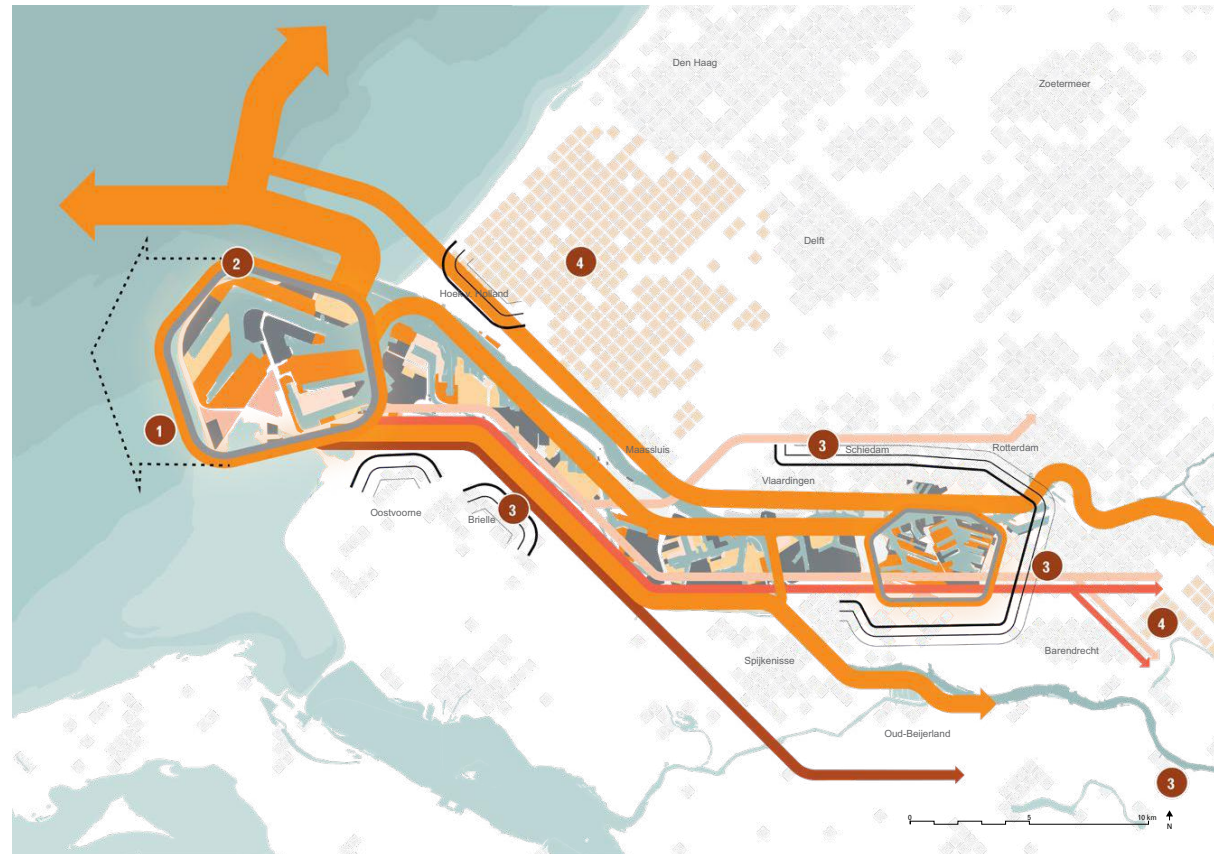 Den Haag
Zoetermeer
Delft
2
4
Hoek v. Holland
1
Maassluis
3
Schiedam
Rotterdam
Vlaardingen
Oostvoorne
Brielle
3
3
4
Barendrecht
Spijkenisse
Oud-Beijerland
3
0
5
10 km
N